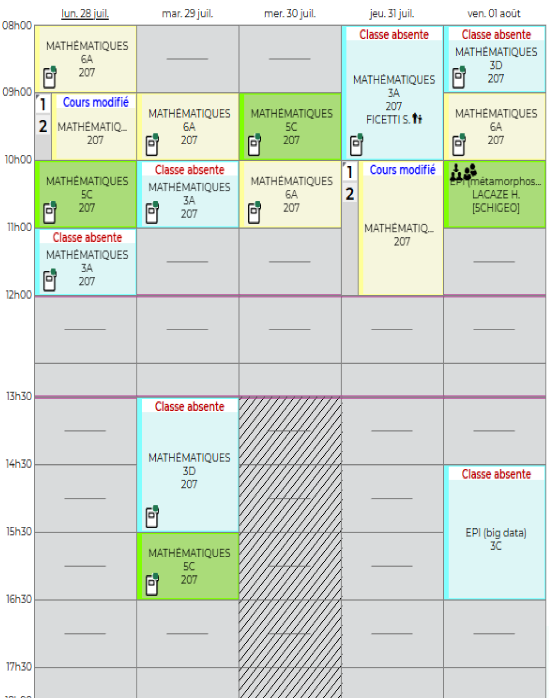 lun. 28 juil.
mar. 29 juil.
mer. 30 juil.
jeu. 31 juil.
ven. 01 août
08h00
09h00
10h00
11h00
12h00
13h30
14h30
15h30
16h30
17h30
MATHÉMATIQUES
6A
207
1
2
Cours modifié
MATHÉMATIQ...
207
MATHÉMATIQUES
5C
207
Classe absente
MATHÉMATIQUES
3A
207
MATHÉMATIQUES
6A
207
Classe absente
MATHÉMATIQUES
3A
207
Classe absente
MATHÉMATIQUES
3D
207
MATHÉMATIQUES
5C
207
MATHÉMATIQUES
5C
207
MATHÉMATIQUES
6A
207
Classe absente
MATHÉMATIQUES
3A
207
FICETTI S.
1
2
Cours modifié
MATHÉMATIQ...
207
Classe absente
MATHÉMATIQUES
3D
207
MATHÉMATIQUES
6A
207
EPI (métamorphos...
LACAZE H.
[5CHIGEO]
Classe absente
EPI (big data)
3C